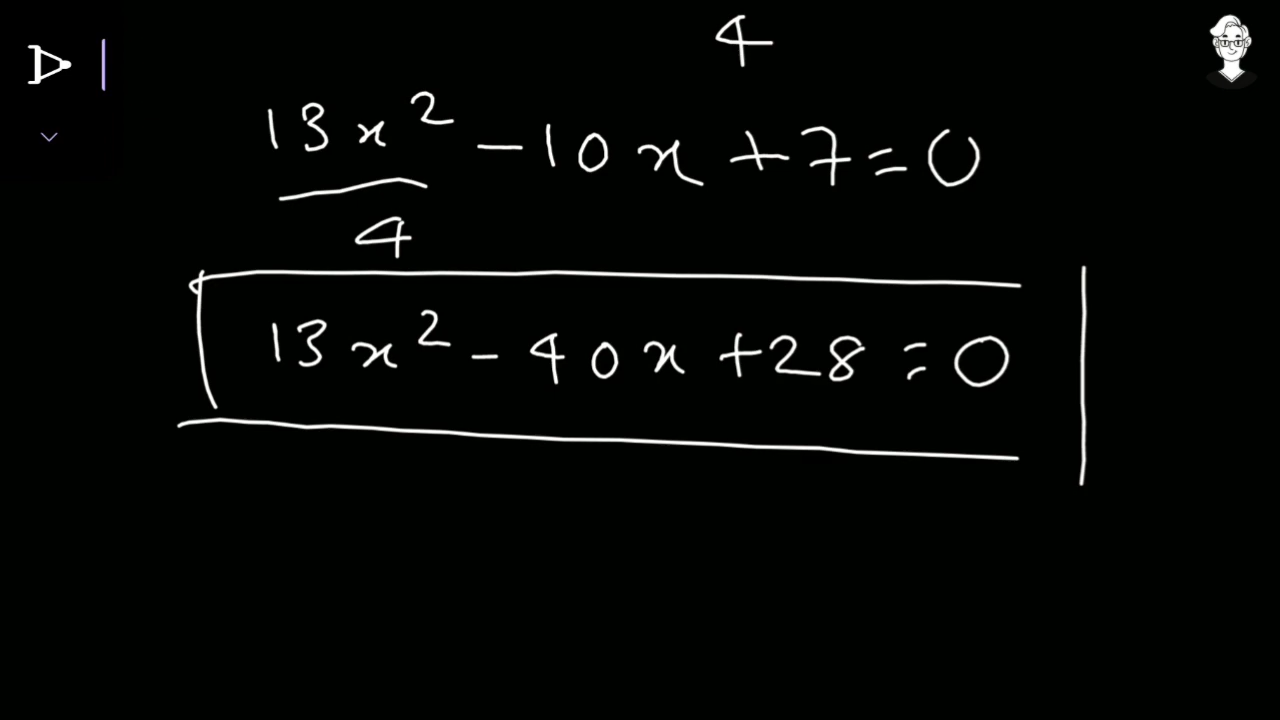 4
13x² - 10x + 7 = 0
4
13x² - 40x + 28 = 0